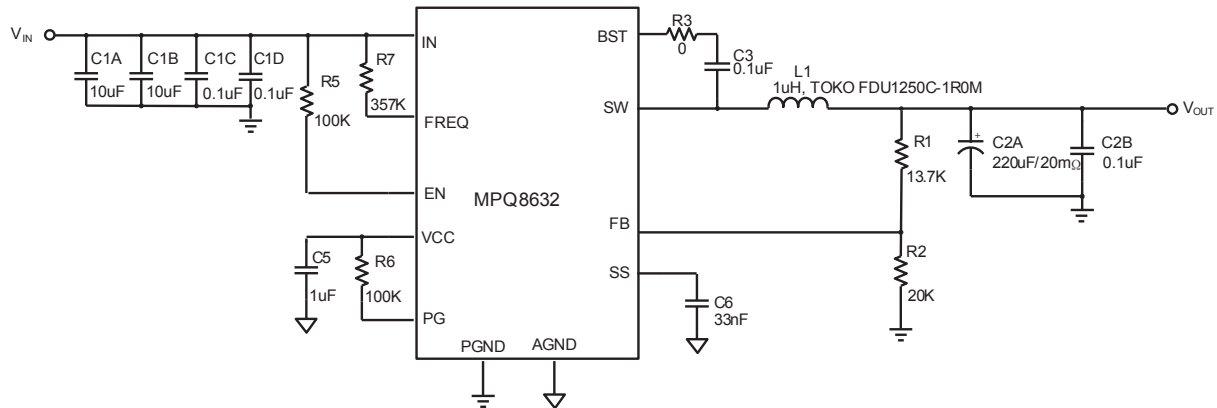 V_IN
C1A
10uF
C1B
10uF
C1C
0.1uF
C1D
0.1uF
R5
100K
R7
357K
IN
FREQ
EN
VCC
PG
C5
1uF
R6
100K
MPQ8632
PGND
AGND
BST
SW
FB
SS
R3
0
C3
0.1uF
L1
1uH, TOKO FDU1250C-1R0M
V_OUT
R1
13.7K
+
C2A
220uF/20mΩ
C2B
0.1uF
R2
20K
C6
33nF